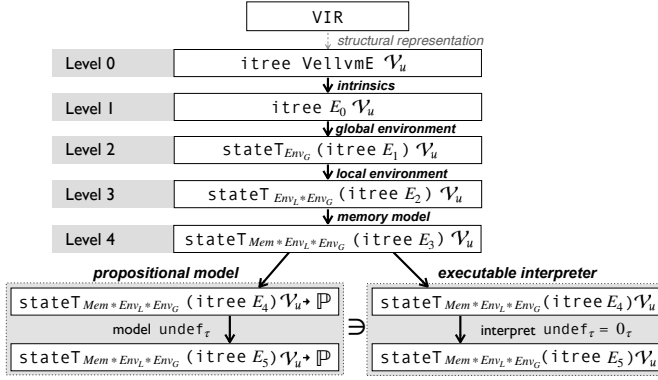 VIR
structural representation
Level 0
itree VellvmE 𝒱ᵤ
intrinsics
Level 1
itree E₀ 𝒱ᵤ
global environment
Level 2
stateT_{Env_G} (itree E₁) 𝒱ᵤ
local environment
Level 3
stateT_{Env_L * Env_G} (itree E₂) 𝒱ᵤ
memory model
Level 4
stateT_{Mem * Env_L * Env_G} (itree E₃) 𝒱ᵤ
propositional model
executable interpreter
stateT_{Mem * Env_L * Env_G} (itree E₄) 𝒱ᵤ → ℙ
stateT_{Mem * Env_L * Env_G} (itree E₄) 𝒱ᵤ
model undef_τ
∋
interpret undef_τ = 0_τ
stateT_{Mem * Env_L * Env_G} (itree E₅) 𝒱ᵤ → ℙ
stateT_{Mem * Env_L * Env_G} (itree E₅) 𝒱ᵤ